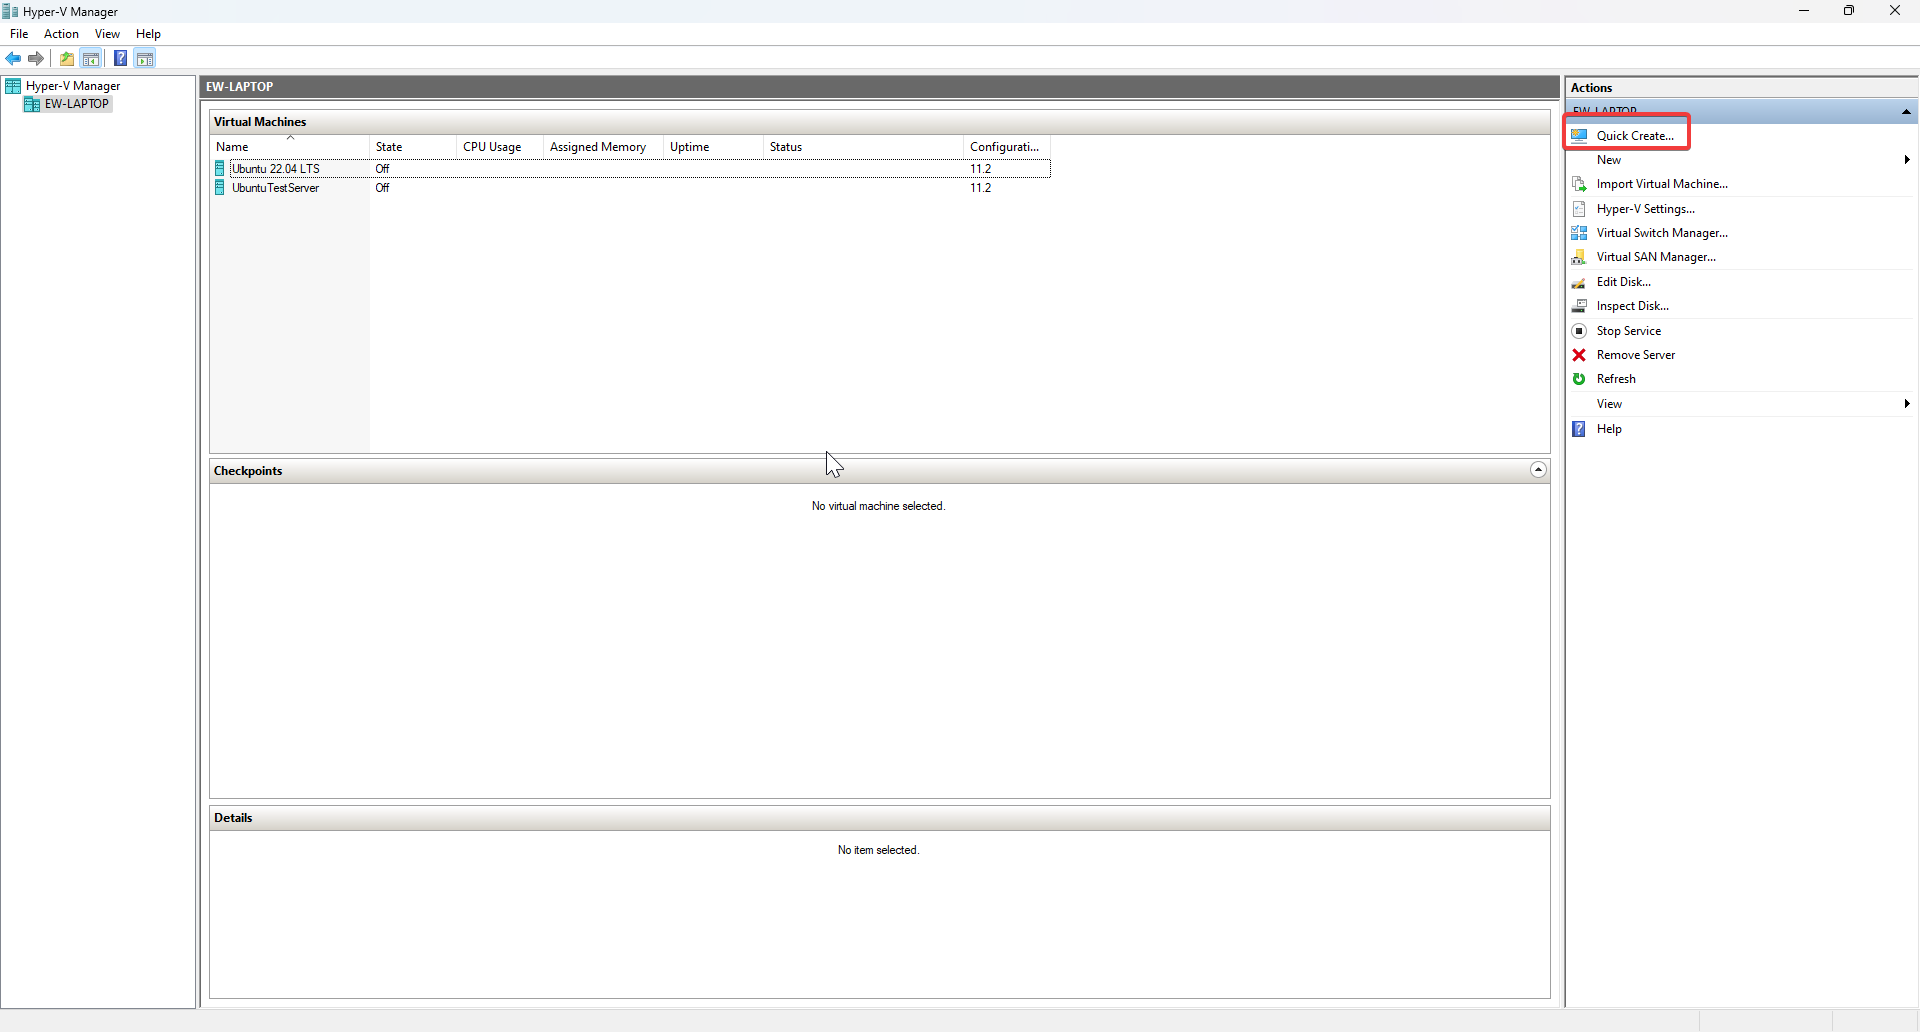 Hyper-V Manager
File Action View Help
Hyper-V Manager
EW-LAPTOP
EW-LAPTOP
Virtual Machines
Name State CPU Usage Assigned Memory Uptime Status Configurati...
Ubuntu 22.04 LTS Off 11.2
UbuntuTestServer Off 11.2
Checkpoints
No virtual machine selected.
Details
No item selected.
Actions
EW-LAPTOP
Quick Create...
New
Import Virtual Machine...
Hyper-V Settings...
Virtual Switch Manager...
Virtual SAN Manager...
Edit Disk...
Inspect Disk...
Stop Service
Remove Server
Refresh
View
Help